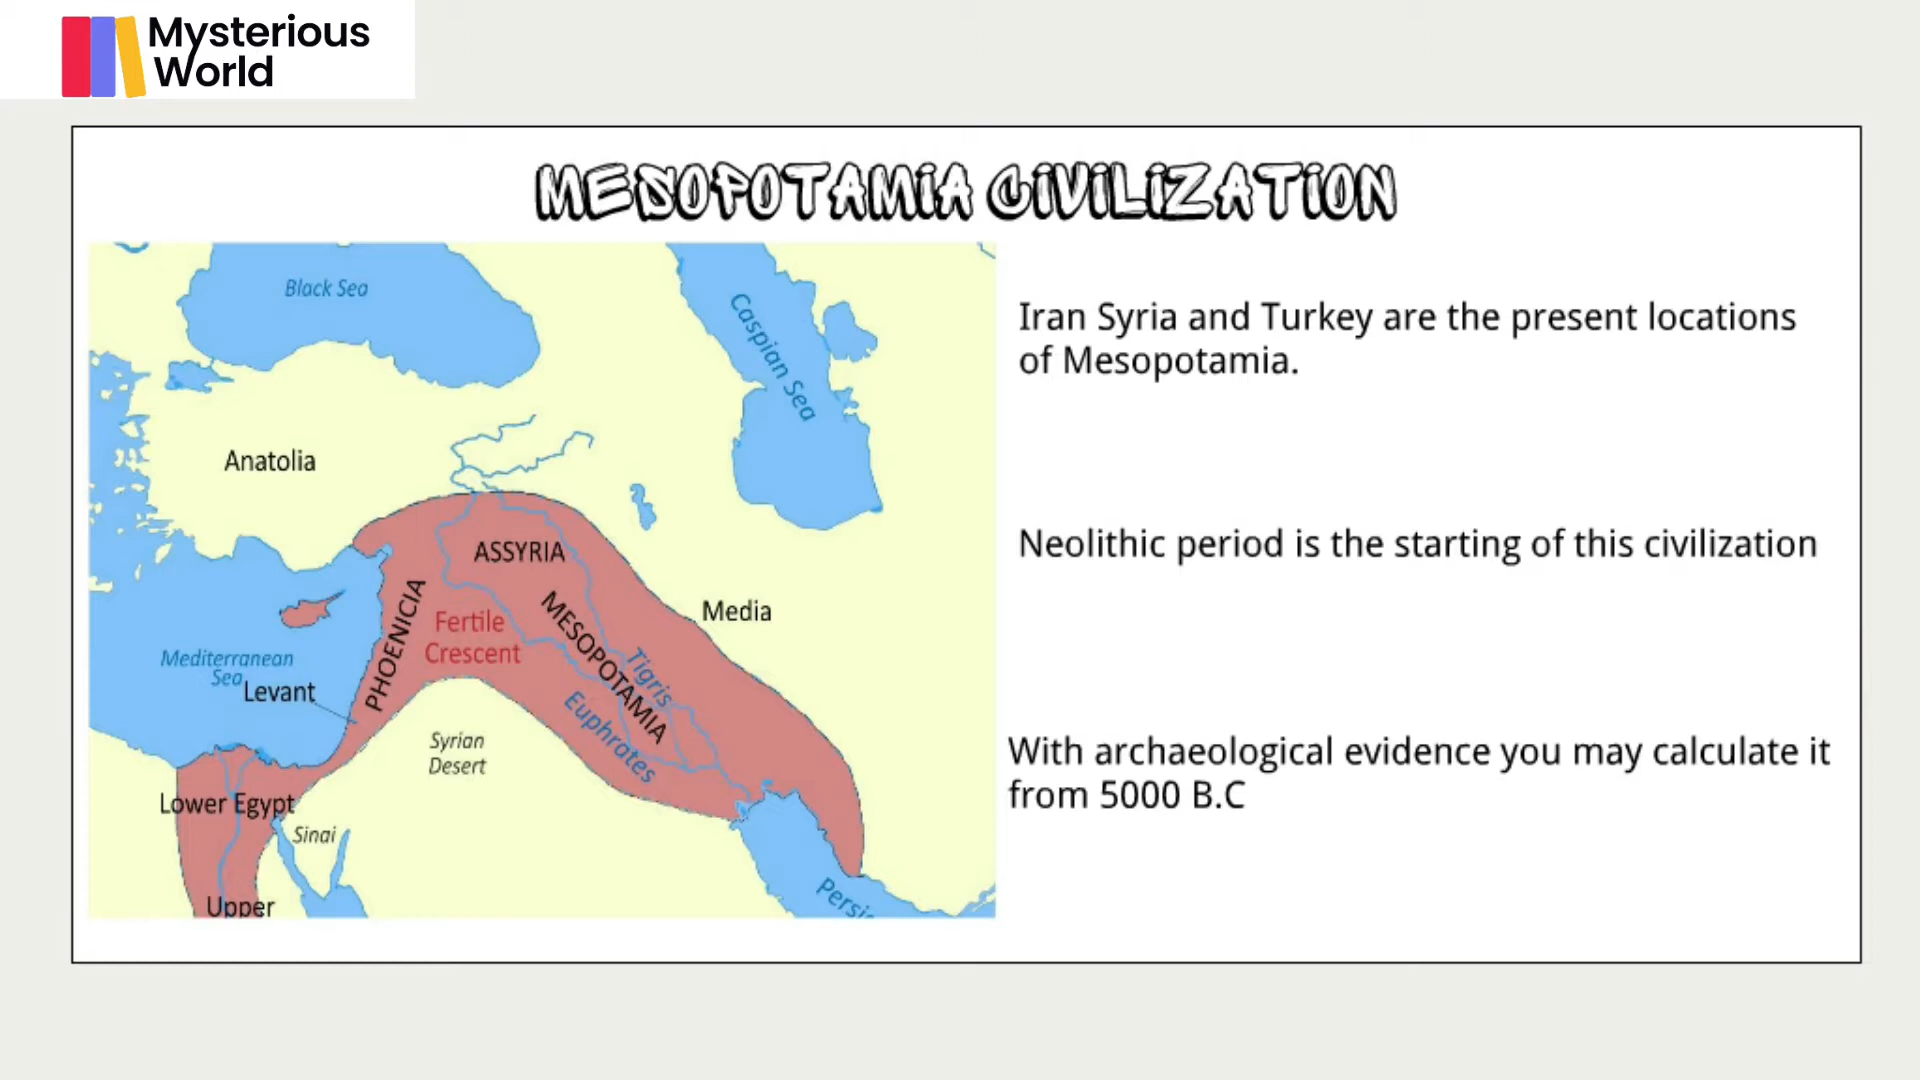 Mysterious
World
MESOPOTAMIA CIVILIZATION
Black Sea
Caspian Sea
Iran Syria and Turkey are the present locations
of Mesopotamia.
Anatolia
ASSYRIA
Neolithic period is the starting of this civilization
PHOENICIA
Fertile
Crescent
MESOPOTAMIA
Tigris
Media
Mediterranean
Sea
Levant
Euphrates
Syrian
Desert
With archaeological evidence you may calculate it
from 5000 B.C
Lower Egypt
Sinai
Upper
Persi